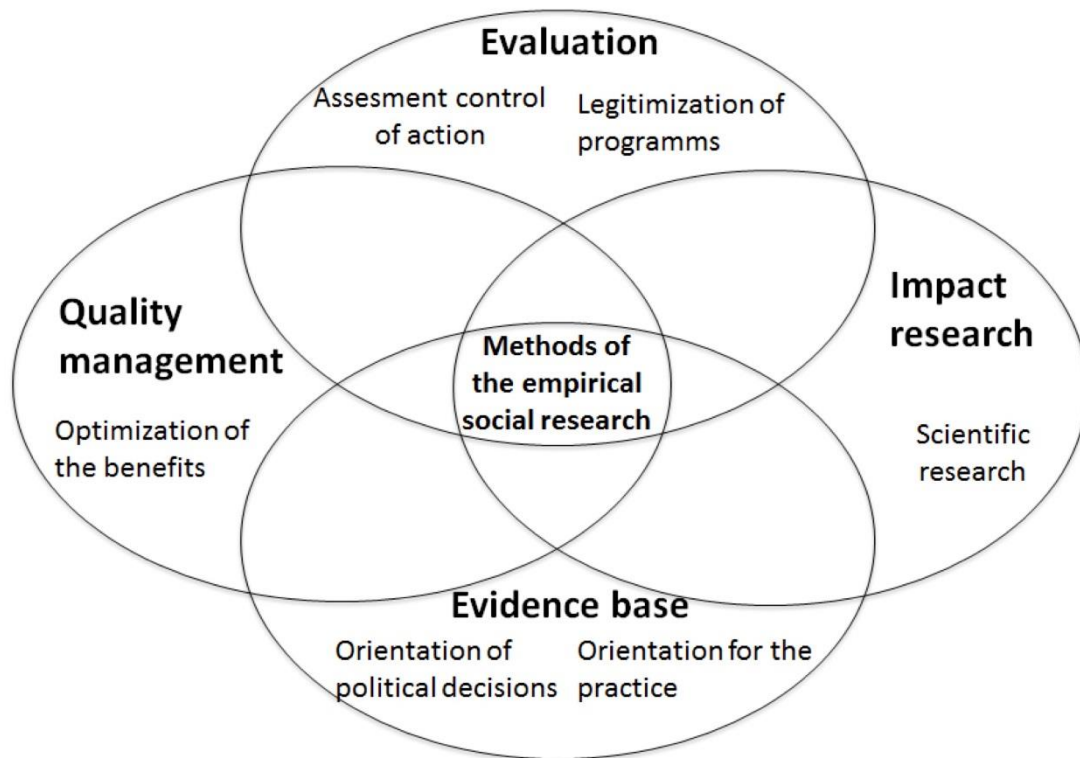 Evaluation
Assesment control
of action
Legitimization of
programms
Quality
management
Optimization of
the benefits
Methods of
the empirical
social research
Impact
research
Scientific
research
Evidence base
Orientation of
political decisions
Orientation for the
practice